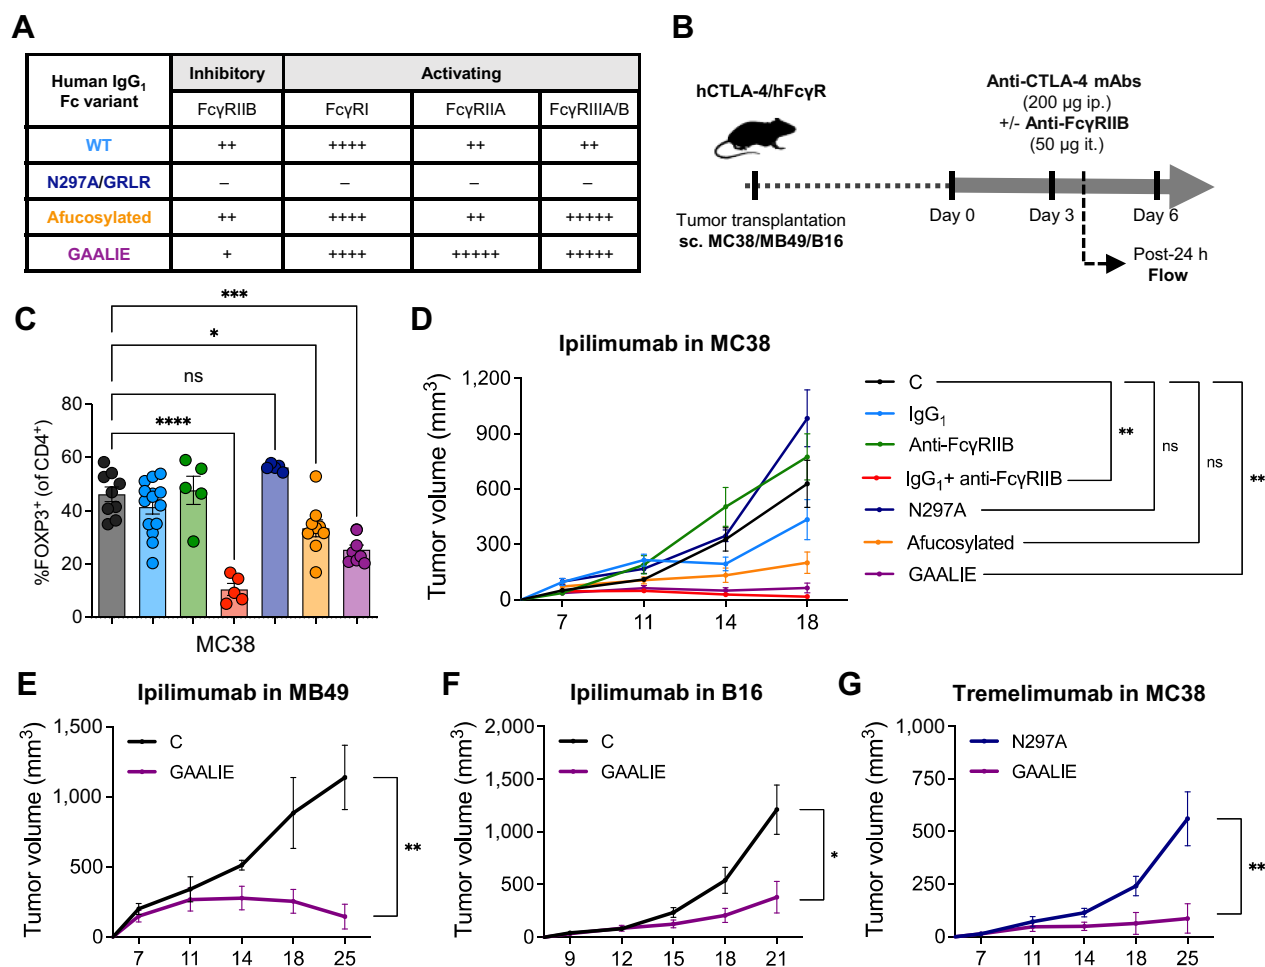 A
Human IgG1
Fc variant
Inhibitory
Activating
FcγRIIB
FcγRI
FcγRIIA
FcγRIIIA/B
WT
++
++++
++
++
N297A/GRLR
–
–
–
–
Afucosylated
++
++++
++
+++++
GAALIE
+
++++
+++++
+++++
B
hCTLA-4/hFcγR
Anti-CTLA-4 mAbs
(200 µg ip.)
+/- Anti-FcγRIIB
(50 µg it.)
Tumor transplantation
sc. MC38/MB49/B16
Day 0
Day 3
Day 6
Post-24 h
Flow
C
***
*
ns
****
%FOXP3+ (of CD4+)
80
60
40
20
0
MC38
D
Ipilimumab in MC38
Tumor volume (mm3)
1,200
900
600
300
0
7
11
14
18
C
IgG1
Anti-FcγRIIB
IgG1+ anti-FcγRIIB
N297A
Afucosylated
GAALIE
**
ns
ns
**
E
Ipilimumab in MB49
Tumor volume (mm3)
1,500
1,000
500
0
C
GAALIE
**
7
11
14
18
25
F
Ipilimumab in B16
Tumor volume (mm3)
2,000
1,500
1,000
500
0
C
GAALIE
*
9
12
15
18
21
G
Tremelimumab in MC38
Tumor volume (mm3)
1,000
750
500
250
0
N297A
GAALIE
**
7
11
14
18
25